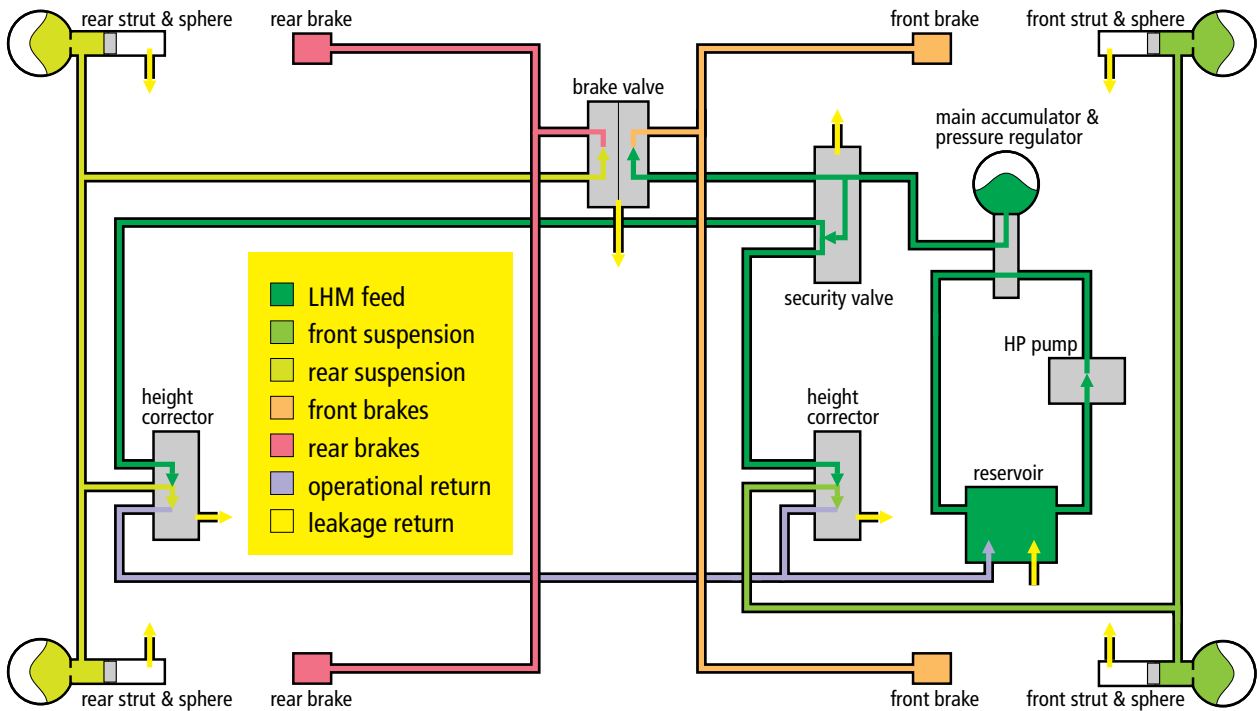 rear strut & sphere
rear brake
front brake
front strut & sphere
brake valve
main accumulator &
pressure regulator
security valve
LHM feed
front suspension
rear suspension
front brakes
rear brakes
operational return
leakage return
HP pump
height
corrector
height
corrector
reservoir
rear strut & sphere
rear brake
front brake
front strut & sphere